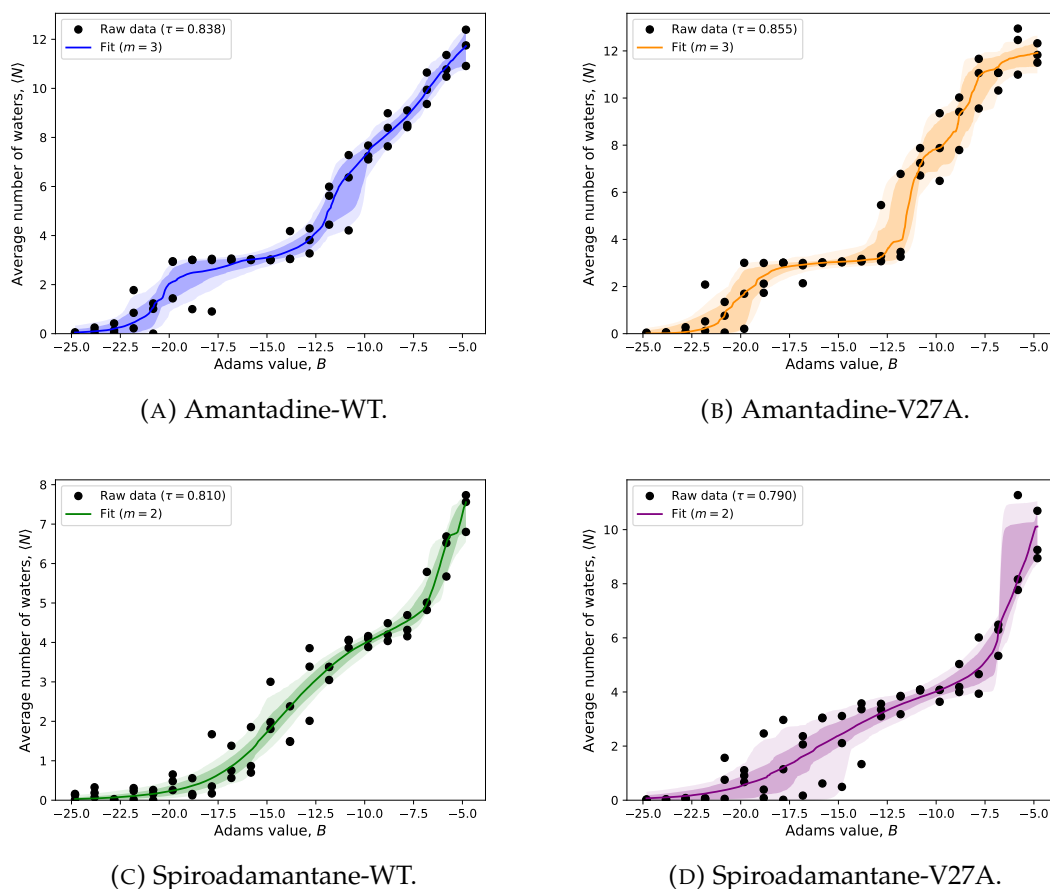 Average number of waters, ⟨N⟩
12
10
8
6
4
2
0
Raw data (τ = 0.838)
Fit (m = 3)
−25.0 −22.5 −20.0 −17.5 −15.0 −12.5 −10.0 −7.5 −5.0
Adams value, B
(A) Amantadine-WT.
Average number of waters, ⟨N⟩
12
10
8
6
4
2
0
Raw data (τ = 0.855)
Fit (m = 3)
−25.0 −22.5 −20.0 −17.5 −15.0 −12.5 −10.0 −7.5 −5.0
Adams value, B
(B) Amantadine-V27A.
Average number of waters, ⟨N⟩
8
7
6
5
4
3
2
1
0
Raw data (τ = 0.810)
Fit (m = 2)
−25.0 −22.5 −20.0 −17.5 −15.0 −12.5 −10.0 −7.5 −5.0
Adams value, B
(C) Spiroadamantane-WT.
Average number of waters, ⟨N⟩
10
8
6
4
2
0
Raw data (τ = 0.790)
Fit (m = 2)
−25.0 −22.5 −20.0 −17.5 −15.0 −12.5 −10.0 −7.5 −5.0
Adams value, B
(D) Spiroadamantane-V27A.